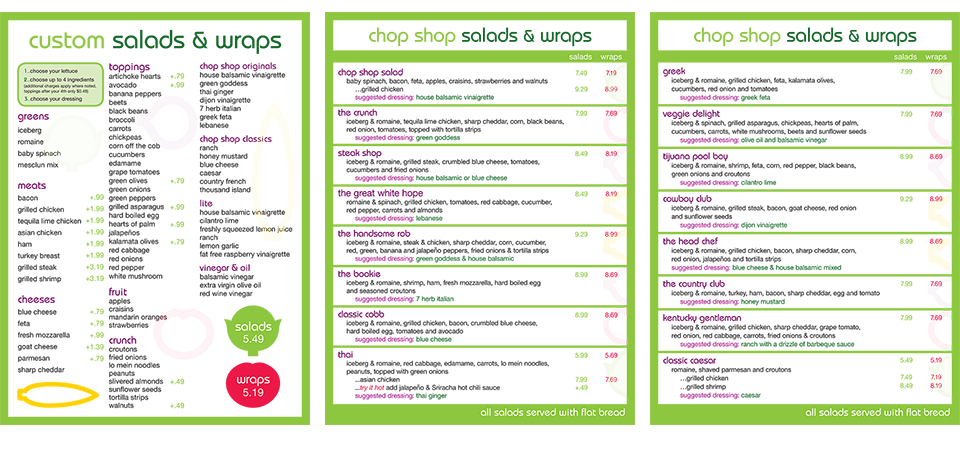 custom salads & wraps
1..choose your lettuce
2..choose up to 4 ingredients
(additional charges apply where noted,
toppings after your 4th only $0.49)
3..choose your dressing
greens
iceberg
romaine
baby spinach
mesclun mix
meats
bacon +.99
grilled chicken +1.99
tequila lime chicken +1.99
asian chicken +1.99
ham +1.99
turkey breast +1.99
grilled steak +3.19
grilled shrimp +3.19
cheeses
blue cheese +.79
feta +.79
fresh mozzarella +.99
goat cheese +1.39
parmesan +.79
sharp cheddar
toppings
artichoke hearts +.79
avocado +.99
banana peppers
beets
black beans
broccoli
carrots
chickpeas
corn off the cob
cucumbers
edamame
grape tomatoes
green olives +.79
green onions
green peppers
grilled asparagus +.99
hard boiled egg
hearts of palm +.99
jalapeños
kalamata olives +.79
red cabbage
red onions
red pepper
white mushroom
fruit
apples
craisins
mandarin oranges
strawberries
crunch
croutons
fried onions
lo mein noodles
peanuts
slivered almonds +.49
sunflower seeds
tortilla strips
walnuts +.49
chop shop originals
house balsamic vinaigrette
green goddess
thai ginger
dijon vinaigrette
7 herb italian
greek feta
lebanese
chop shop classics
ranch
honey mustard
blue cheese
caesar
country french
thousand island
lite
house balsamic vinaigrette
cilantro lime
freshly squeezed lemon juice
ranch
lemon garlic
fat free raspberry vinaigrette
vinegar & oil
balsamic vinegar
extra virgin olive oil
red wine vinegar
salads
5.49
wraps
5.19
chop shop salads & wraps
salads wraps
chop shop salad 7.49 7.19
baby spinach, bacon, feta, apples, craisins, strawberries and walnuts
...grilled chicken 9.29 8.99
suggested dressing: house balsamic vinaigrette
the crunch 7.99 7.69
iceberg & romaine, tequila lime chicken, sharp cheddar, corn, black beans,
red onion, tomatoes, topped with tortilla strips
suggested dressing: green goddess
steak shop 8.49 8.19
iceberg & romaine, grilled steak, crumbled blue cheese, tomatoes,
cucumbers and fried onions
suggested dressing: house balsamic or blue cheese
the great white hope 8.49 8.19
romaine & spinach, grilled chicken, tomatoes, red cabbage, cucumber,
red pepper, carrots and almonds
suggested dressing: lebanese
the handsome rob 9.29 8.99
iceberg & romaine, steak & chicken, sharp cheddar, corn, cucumber,
red, green, banana and jalapeño peppers, fried onions & tortilla strips
suggested dressing: green goddess & house balsamic
the bookie 8.99 8.69
iceberg & romaine, shrimp, ham, fresh mozzarella, hard boiled egg
and seasoned croutons
suggested dressing: 7 herb italian
classic cobb 8.99 8.69
iceberg & romaine, grilled chicken, bacon, crumbled blue cheese,
hard boiled egg, tomatoes and avocado
suggested dressing: blue cheese
thai 5.99 5.69
iceberg & romaine, red cabbage, edamame, carrots, lo mein noodles,
peanuts, topped with green onions
...asian chicken 7.99 7.69
...try it hot add jalapeño & Sriracha hot chili sauce +.49
suggested dressing: thai ginger
all salads served with flat bread
chop shop salads & wraps
salads wraps
greek 7.99 7.69
iceberg & romaine, grilled chicken, feta, kalamata olives,
cucumbers, red onion and tomatoes
suggested dressing: greek feta
veggie delight 7.99 7.69
iceberg & spinach, grilled asparagus, chickpeas, hearts of palm,
cucumbers, carrots, white mushrooms, beets and sunflower seeds
suggested dressing: olive oil and balsamic vinegar
tijuana pool boy 8.99 8.69
iceberg & romaine, shrimp, feta, corn, red pepper, black beans,
green onions and croutons
suggested dressing: cilantro lime
cowboy club 9.29 8.99
iceberg & romaine, grilled steak, bacon, goat cheese, red onion
and sunflower seeds
suggested dressing: dijon vinaigrette
the head chef 8.99 8.69
iceberg & romaine, grilled chicken, bacon, sharp cheddar, corn,
red onion, jalapeños and tortilla strips
suggested dressing: blue cheese & house balsamic mixed
the country club 7.99 7.69
iceberg & romaine, turkey, ham, bacon, sharp cheddar, egg and tomato
suggested dressing: honey mustard
kentucky gentleman 7.99 7.69
iceberg & romaine, grilled chicken, sharp cheddar, grape tomato,
red onion, red cabbage, carrots, fried onions & croutons
suggested dressing: ranch with a drizzle of barbeque sauce
classic caesar 5.49 5.19
romaine, shaved parmesan and croutons
...grilled chicken 7.49 7.19
...grilled shrimp 8.49 8.19
suggested dressing: caesar
all salads served with flat bread